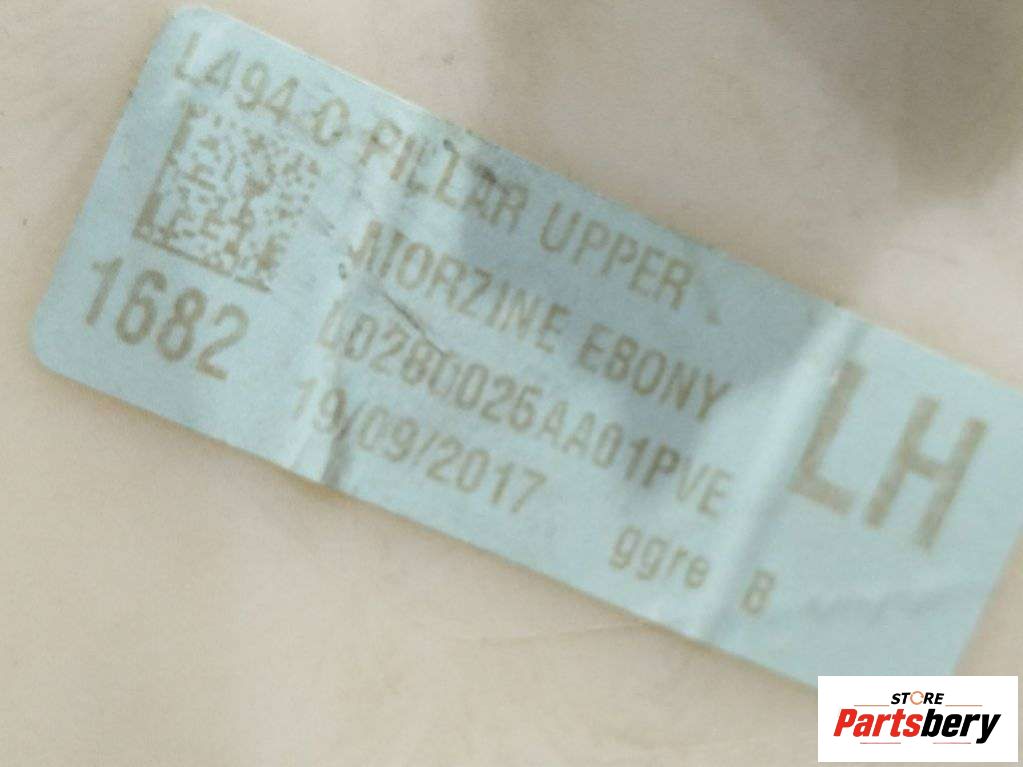 L494 C PILLAR UPPER
MORZINE EBONY
1682
19/09/2017
LH
ggre B
STORE
Partsbery